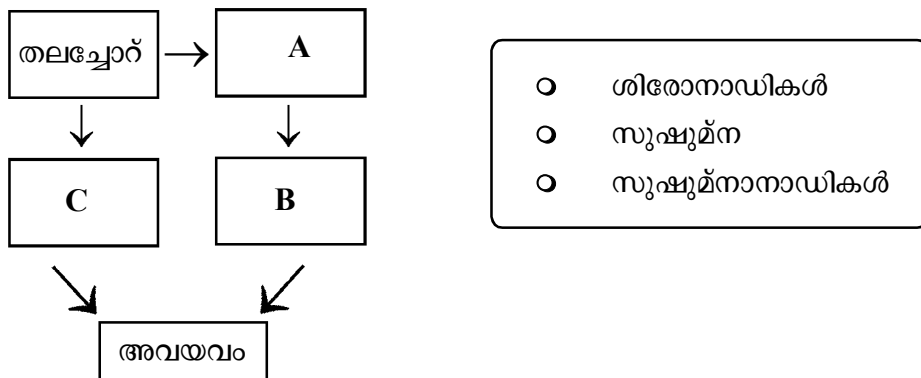 തലച്ചോറ്
A
C
B
അവയവം
ശിരോനാഡികൾ
സുഷുമ്ന
സുഷുമ്നാനാഡികൾ